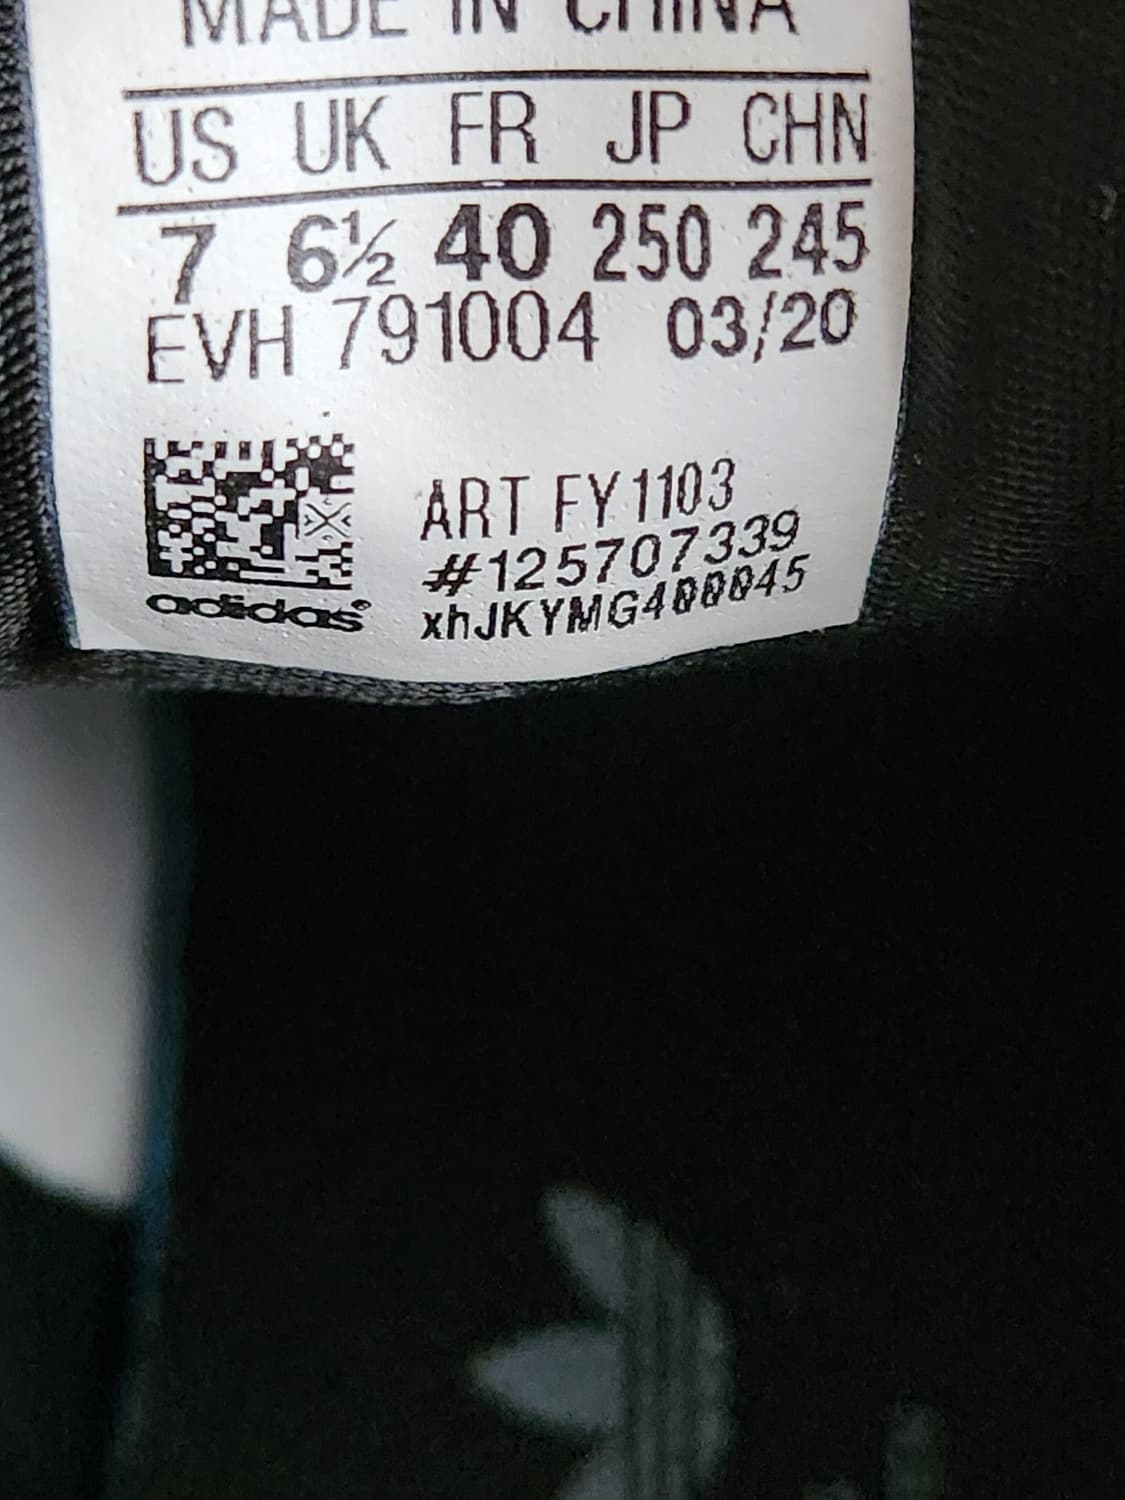 MADE IN CHINA
US UK FR JP CHN
7 6½ 40 250 245
EVH 791004 03/20
ART FY1103
#125707339
xhJKYMG400045
adidas